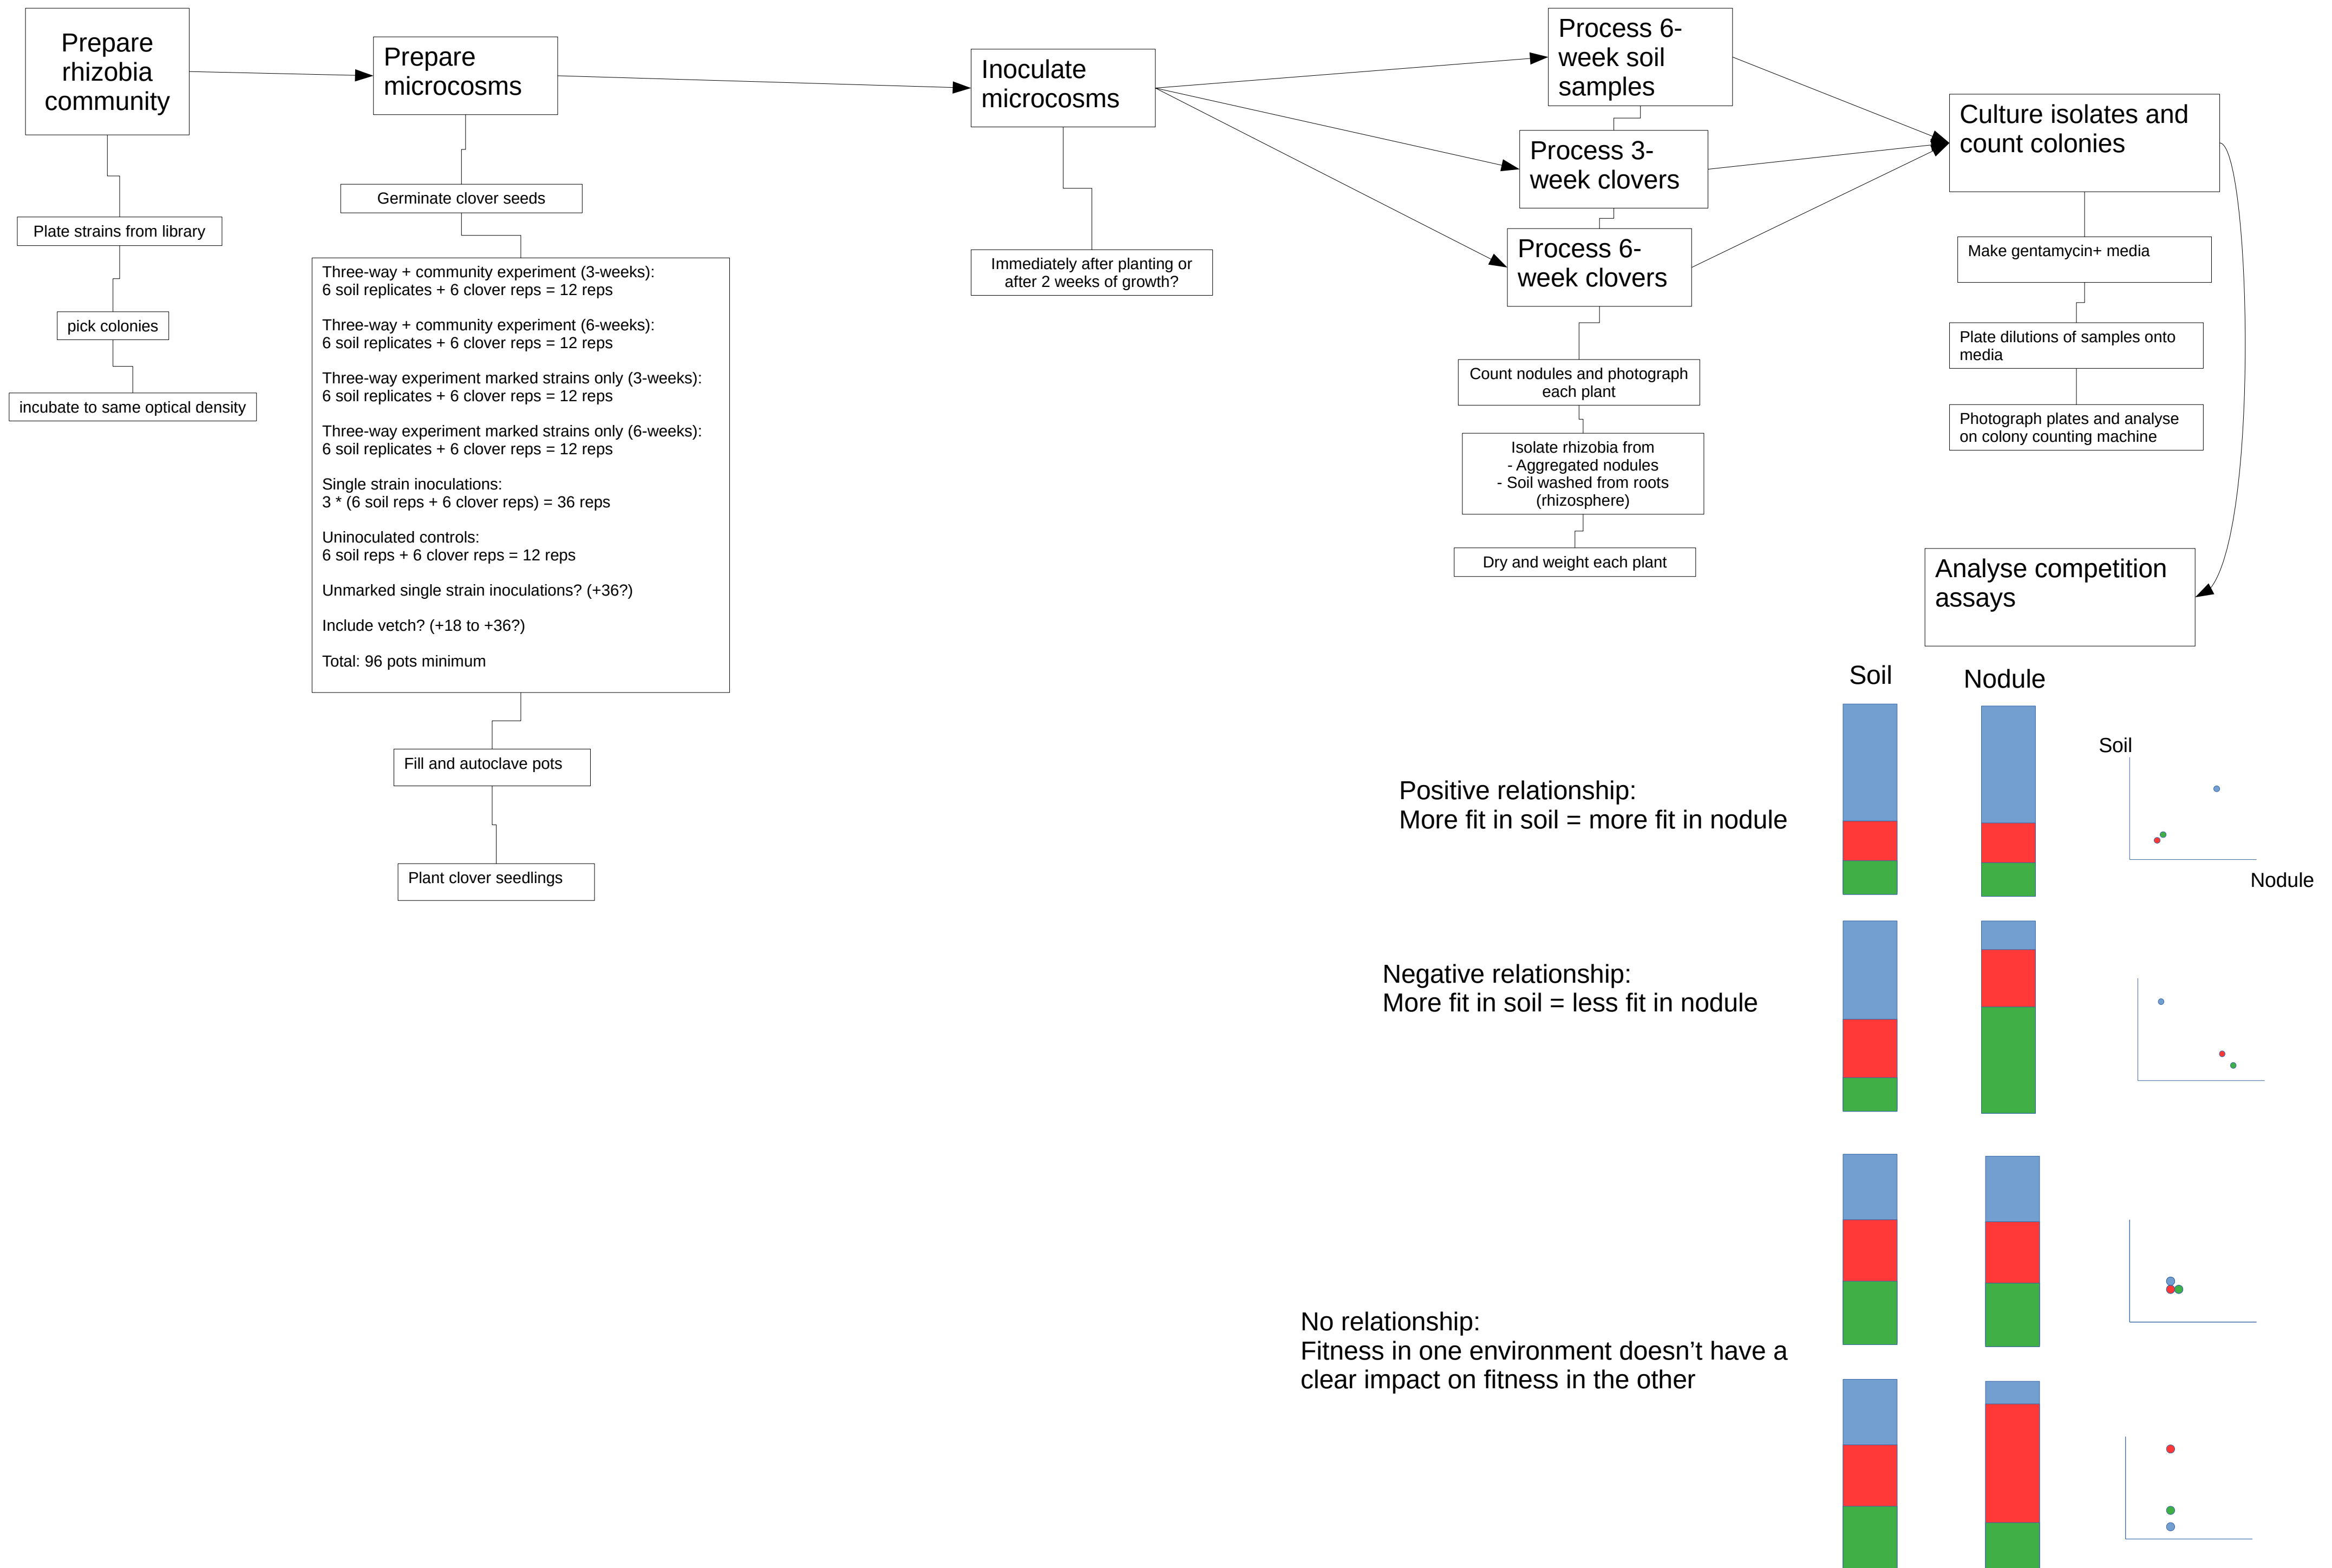 Prepare
rhizobia
community
Plate strains from library
pick colonies
incubate to same optical density
Prepare
microcosms
Germinate clover seeds
Three-way + community experiment (3-weeks):
6 soil replicates + 6 clover reps = 12 reps
Three-way + community experiment (6-weeks):
6 soil replicates + 6 clover reps = 12 reps
Three-way experiment marked strains only (3-weeks):
6 soil replicates + 6 clover reps = 12 reps
Three-way experiment marked strains only (6-weeks):
6 soil replicates + 6 clover reps = 12 reps
Single strain inoculations:
3 * (6 soil reps + 6 clover reps) = 36 reps
Uninoculated controls:
6 soil reps + 6 clover reps = 12 reps
Unmarked single strain inoculations? (+36?)
Include vetch? (+18 to +36?)
Total: 96 pots minimum
Fill and autoclave pots
Plant clover seedlings
Inoculate
microcosms
Immediately after planting or
after 2 weeks of growth?
Process 6-
week soil
samples
Process 3-
week clovers
Process 6-
week clovers
Count nodules and photograph
each plant
Isolate rhizobia from
- Aggregated nodules
- Soil washed from roots
(rhizosphere)
Dry and weight each plant
Culture isolates and
count colonies
Make gentamycin+ media
Plate dilutions of samples onto
media
Photograph plates and analyse
on colony counting machine
Analyse competition
assays
Soil
Nodule
Soil
Nodule
Positive relationship:
More fit in soil = more fit in nodule
Negative relationship:
More fit in soil = less fit in nodule
No relationship:
Fitness in one environment doesn’t have a
clear impact on fitness in the other